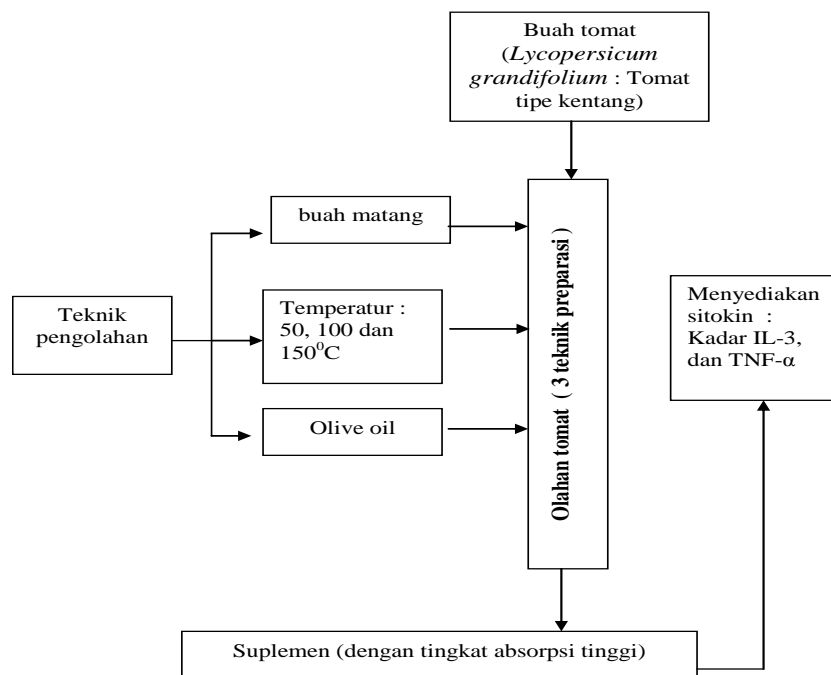 Buah tomat
(Lycopersicum
grandifolium : Tomat
tipe kentang)
buah matang
Teknik
pengolahan
Temperatur :
50, 100 dan
150⁰C
Olive oil
Olahan tomat ( 3 teknik preparasi )
Menyediakan
sitokin :
Kadar IL-3,
dan TNF-α
Suplemen (dengan tingkat absorpsi tinggi)